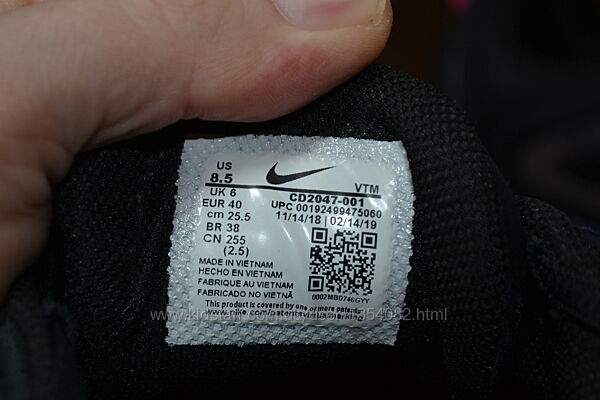 US
8.5
VTM
UK 6
CD2047-001
EUR 40
UPC 00192499475060
cm 25.5
11/14/18 | 02/14/19
BR 38
CN 255
(2.5)
MADE IN VIETNAM
HECHO EN VIETNAM
FABRIQUE AU VIETNAM
FABRICADO NO VIETNÃ
0002MBD746GYY
This product is covered by one or more patents.